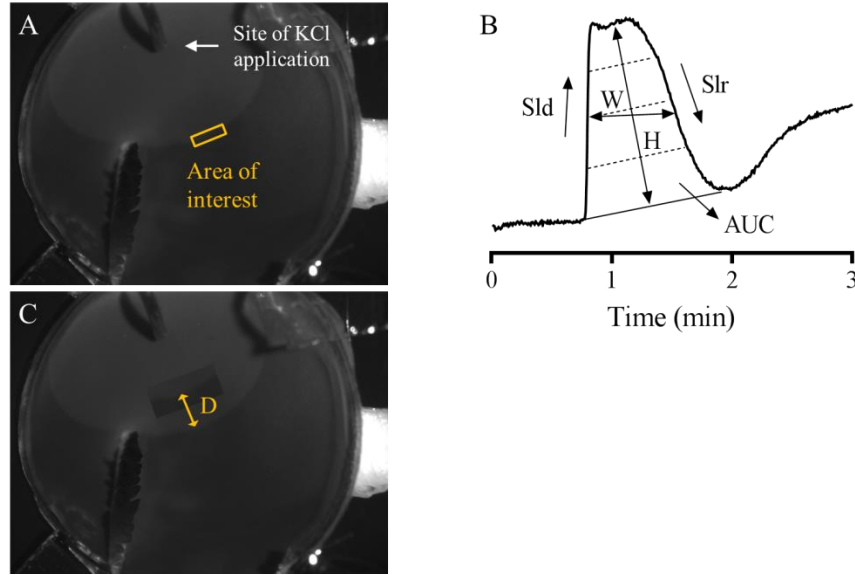 A
Site of KCl
application
Area of
interest
B
Sld
W
H
Slr
AUC
0
1
2
3
Time (min)
C
D